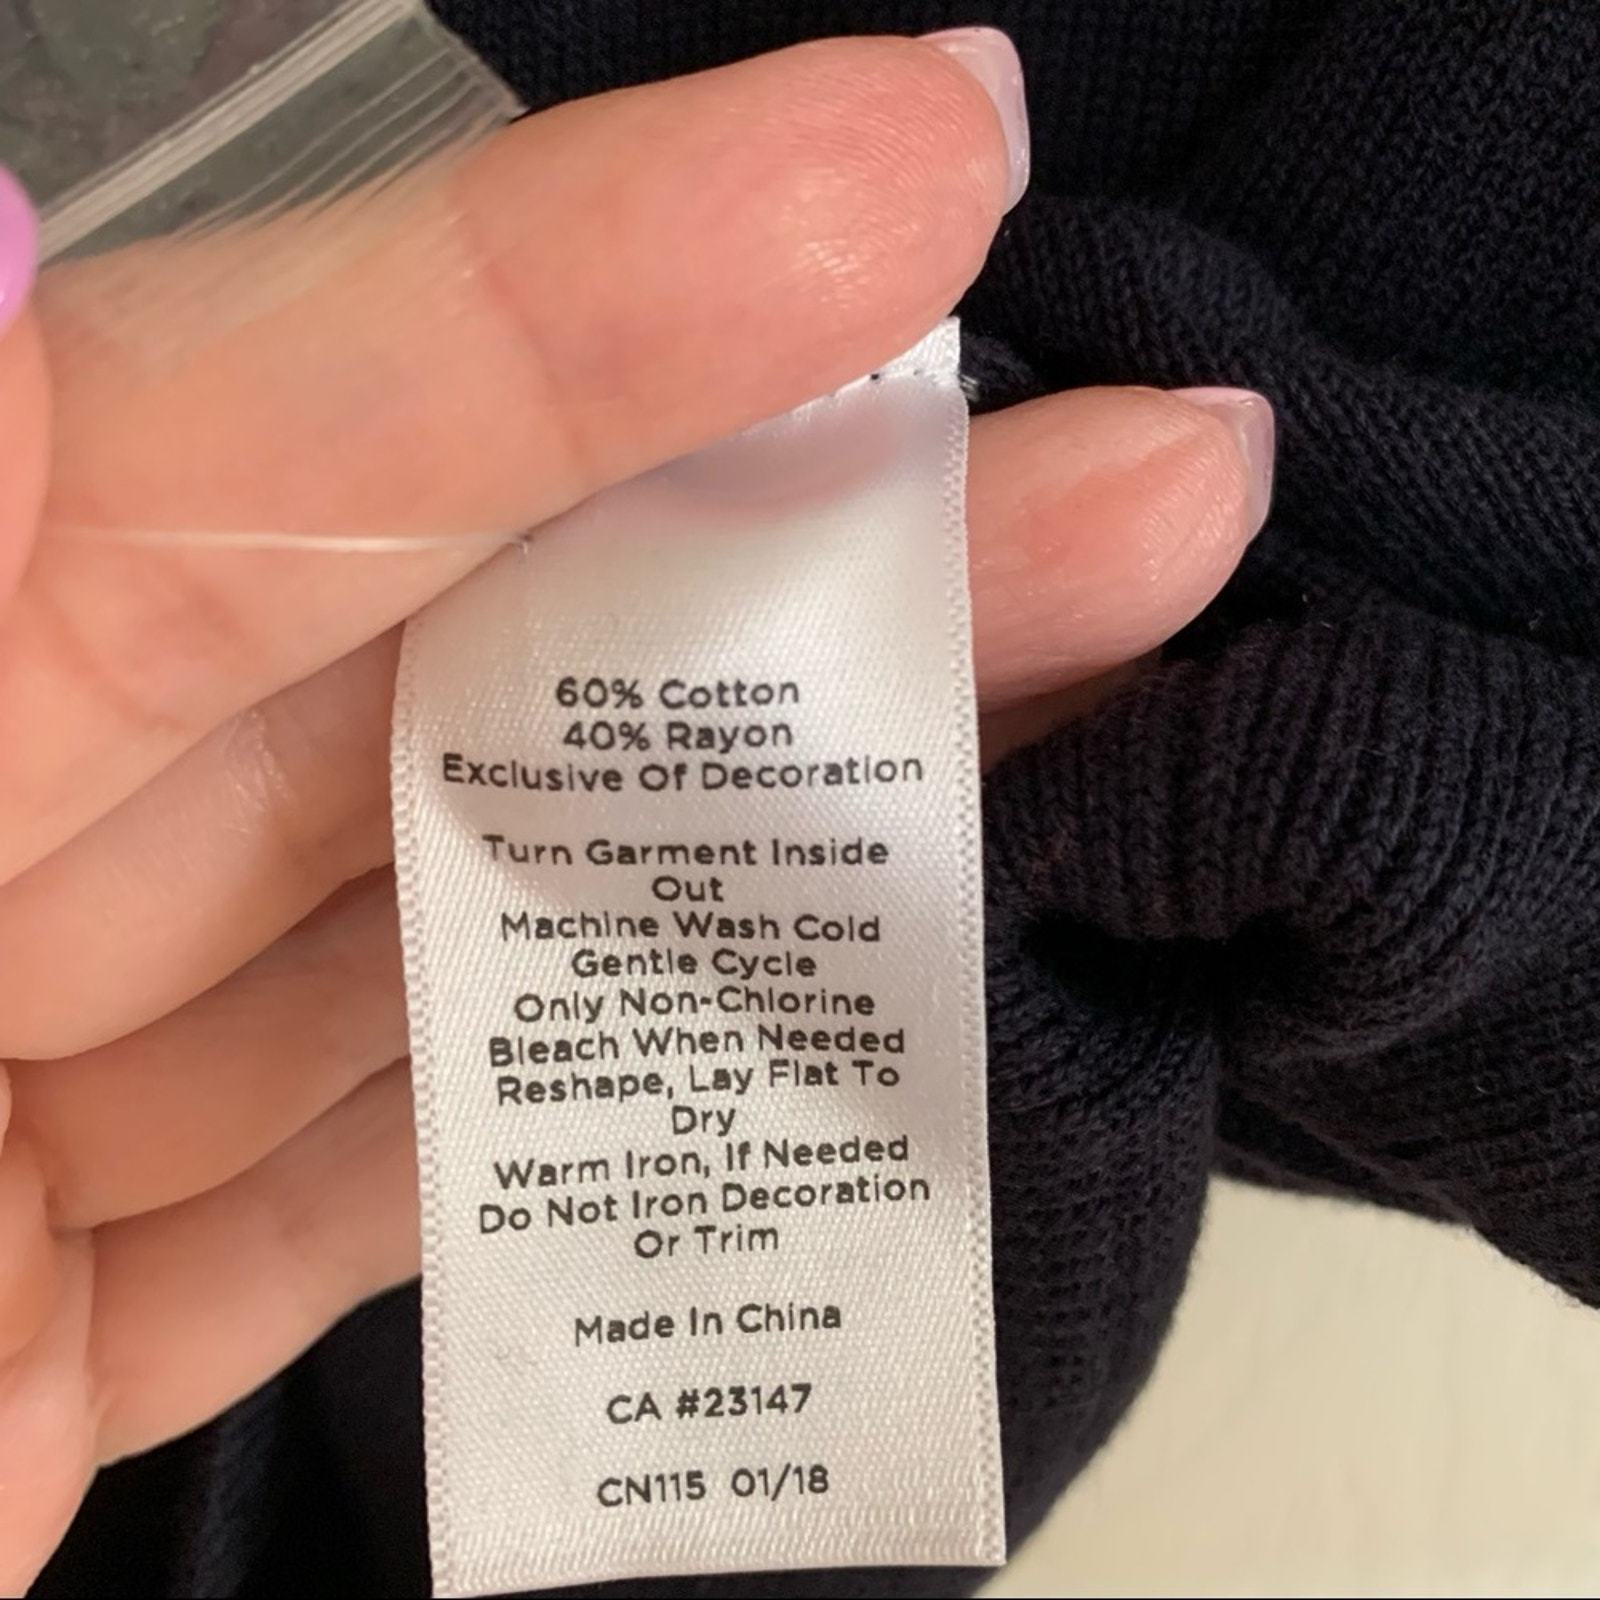 60% Cotton
40% Rayon
Exclusive Of Decoration
Turn Garment Inside
Out
Machine Wash Cold
Gentle Cycle
Only Non-Chlorine
Bleach When Needed
Reshape, Lay Flat To
Dry
Warm Iron, If Needed
Do Not Iron Decoration
Or Trim
Made In China
CA #23147
CN115 01/18